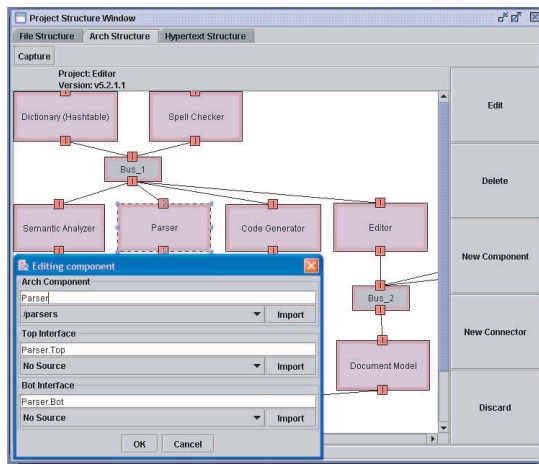 Project Structure Window
File Structure Arch Structure Hypertext Structure
Capture
Project: Editor
Version: v5.2.1.1
Dictionary (Hashtable) Spell Checker
Bus_1
Semantic Analyzer Parser Code Generator Editor
Bus_2
Document Model
Edit
Delete
New Component
New Connector
Discard
Editing component
Arch Component
Parser
/parsers Import
Top Interface
Parser.Top
No Source Import
Bot Interface
Parser.Bot
No Source Import
OK Cancel